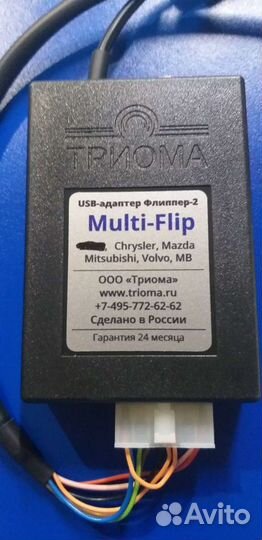 ТРИОМА
USB-адаптер Флиппер-2
Multi-Flip
, Chrysler, Mazda
Mitsubishi, Volvo, MB
ООО «Триома»
www.trioma.ru
+7-495-772-62-62
Сделано в России
Гарантия 24 месяца
Avito